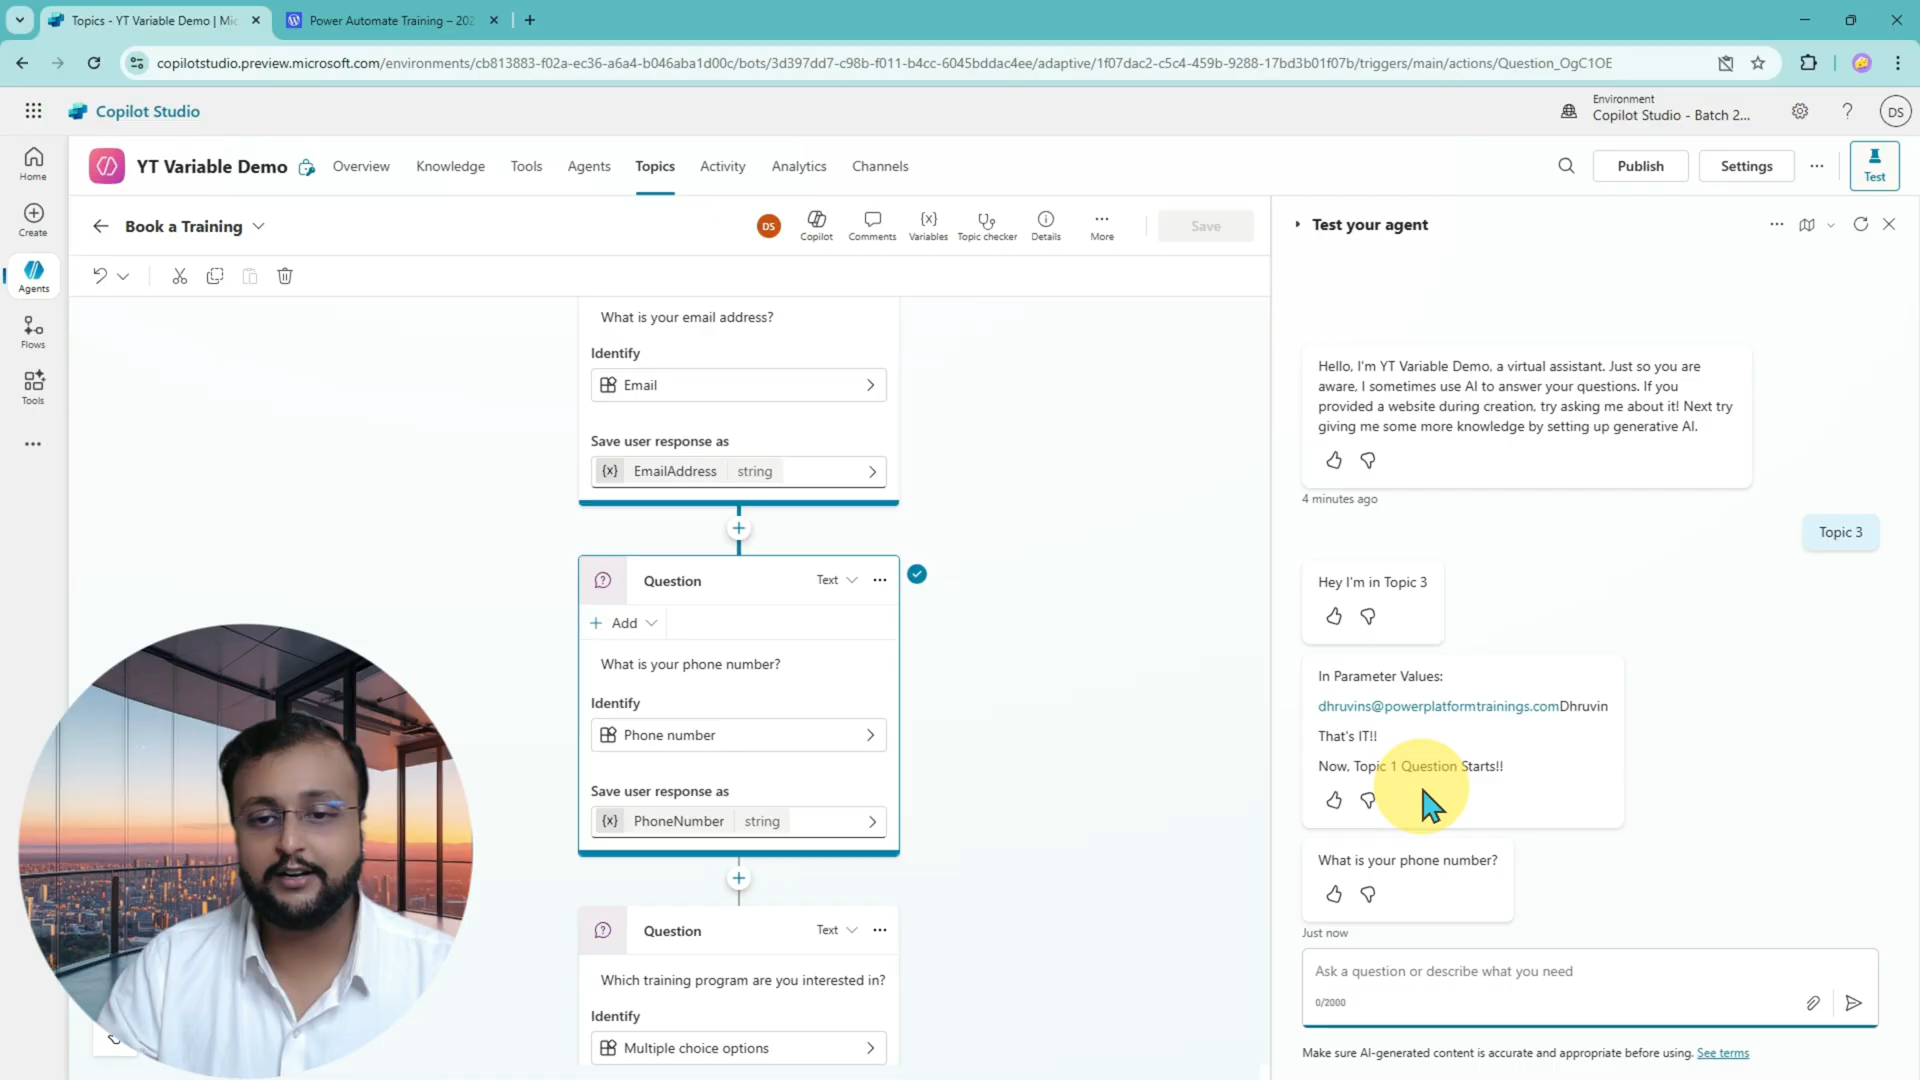 Topics - YT Variable Demo | Mic
Power Automate Training – 202
copilotstudio.preview.microsoft.com/environments/cb813883-f02a-ec36-a6a4-b046aba1d00c/bots/3d397dd7-c98b-f011-b4cc-6045bddac4ee/adaptive/1f07dac2-c5c4-459b-9288-17bd3b01f07b/triggers/main/actions/Question_OgC1OE
Copilot Studio
Environment
Copilot Studio - Batch 2...
DS
Home
Create
Agents
Flows
Tools
YT Variable Demo
Overview
Knowledge
Tools
Agents
Topics
Activity
Analytics
Channels
Publish
Settings
Test
Book a Training
DS
Copilot
Comments
Variables
Topic checker
Details
More
Save
What is your email address?
Identify
Email
Save user response as
{x} EmailAddress string
Question
Text
Add
What is your phone number?
Identify
Phone number
Save user response as
{x} PhoneNumber string
Question
Text
Which training program are you interested in?
Identify
Multiple choice options
Test your agent
Hello, I'm YT Variable Demo, a virtual assistant. Just so you are
aware, I sometimes use AI to answer your questions. If you
provided a website during creation, try asking me about it! Next try
giving me some more knowledge by setting up generative AI.
4 minutes ago
Topic 3
Hey I'm in Topic 3
In Parameter Values:
dhruvins@powerplatformtrainings.comDhruvin
That's IT!!
Now, Topic 1 Question Starts!!
What is your phone number?
Just now
Ask a question or describe what you need
0/2000
Make sure AI-generated content is accurate and appropriate before using. See terms